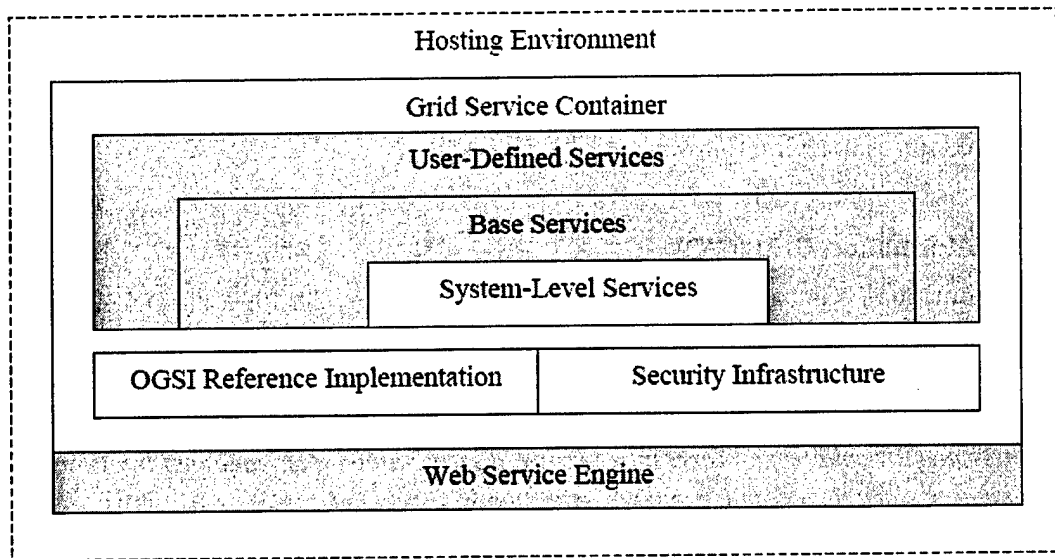 Hosting Environment
Grid Service Container
User-Defined Services
Base Services
System-Level Services
OGSI Reference Implementation
Security Infrastructure
Web Service Engine